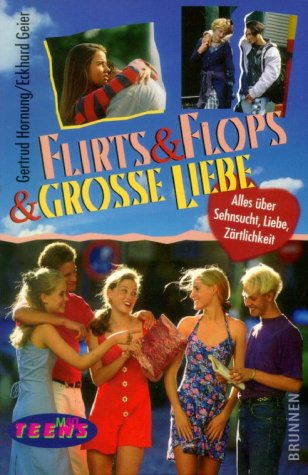 Gertrud Hornung/Eckhard Geier
FLIRTS & FLOPS
& GROSSE LIEBE
Alles über
Sehnsucht, Liebe,
Zärtlichkeit
TEENS
BRUNNEN